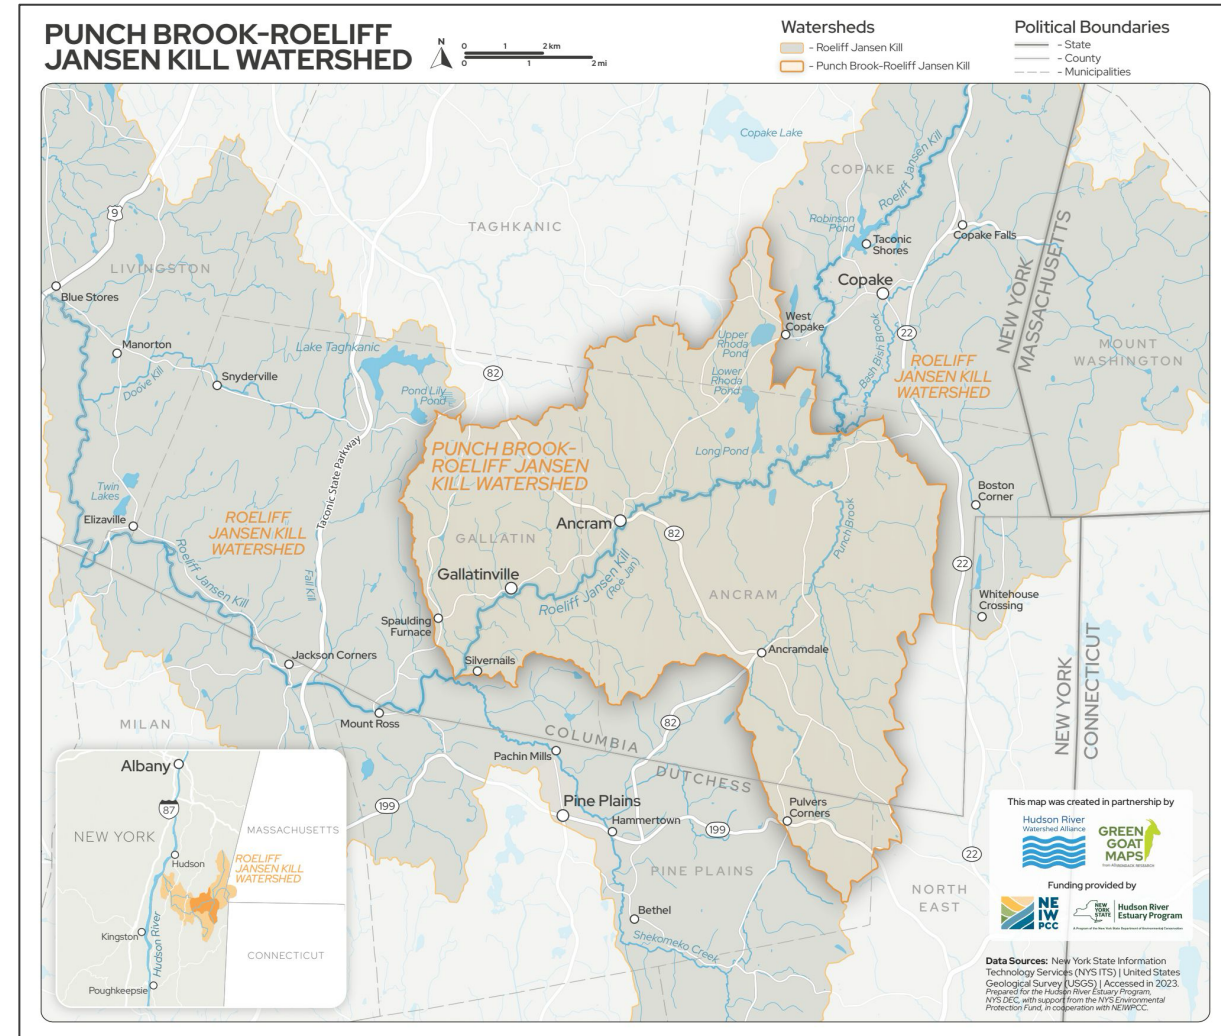 PUNCH BROOK-ROELIFF
JANSEN KILL WATERSHED
N
0 1 2 km
0 1 2 mi
Watersheds
- Roeliff Jansen Kill
- Punch Brook-Roeliff Jansen Kill
Political Boundaries
- State
- County
- Municipalities
Copake Lake
COPAKE
Roeliff Jansen Kill
9
TAGHKANIC
Robinson
Pond
Taconic
Shores
Copake Falls
LIVINGSTON
Copake
Blue Stores
NEW YORK
MASSACHUSETTS
West
Copake
Bash Bish Brook
22
Manorton
Lake Taghkanic
Upper
Rhoda
Pond
MOUNT
WASHINGTON
Doove Kill
Snyderville
82
Lower
Rhoda
Pond
ROELIFF
JANSEN KILL
WATERSHED
Pond Lily
Pond
PUNCH BROOK-
ROELIFF JANSEN
KILL WATERSHED
Long Pond
Taconic State Parkway
Twin
Lakes
Boston
Corner
Elizaville
ROELIFF
JANSEN KILL
WATERSHED
Ancram
82
Punch Brook
GALLATIN
Roeliff Jansen Kill
Fall Kill
Gallatinville
Roeliff Jansen Kill
(Roe Jan)
ANCRAM
22
Whitehouse
Crossing
Spaulding
Furnace
Jackson Corners
Silvernails
Ancramdale
NEW YORK
CONNECTICUT
MILAN
Mount Ross
82
COLUMBIA
DUTCHESS
Pachin Mills
199
Pine Plains
Hammertown
199
Pulvers
Corners
22
PINE PLAINS
NORTH
EAST
Bethel
Shekomeko Creek
Albany
87
NEW YORK
MASSACHUSETTS
Hudson
ROELIFF
JANSEN KILL
WATERSHED
Kingston
Hudson River
CONNECTICUT
Poughkeepsie
This map was created in partnership by
Hudson River
Watershed Alliance
GREEN
GOAT
MAPS
Funding provided by
NE
IW
PCC
NEW
YORK
STATE
Hudson River
Estuary Program
A Program of the New York State Department of Environmental Conservation
Data Sources: New York State Information
Technology Services (NYS ITS) | United States
Geological Survey (USGS) | Accessed in 2023.
Prepared for the Hudson River Estuary Program,
NYS DEC, with support from the NYS Environmental
Protection Fund, in cooperation with NEIWPCC.